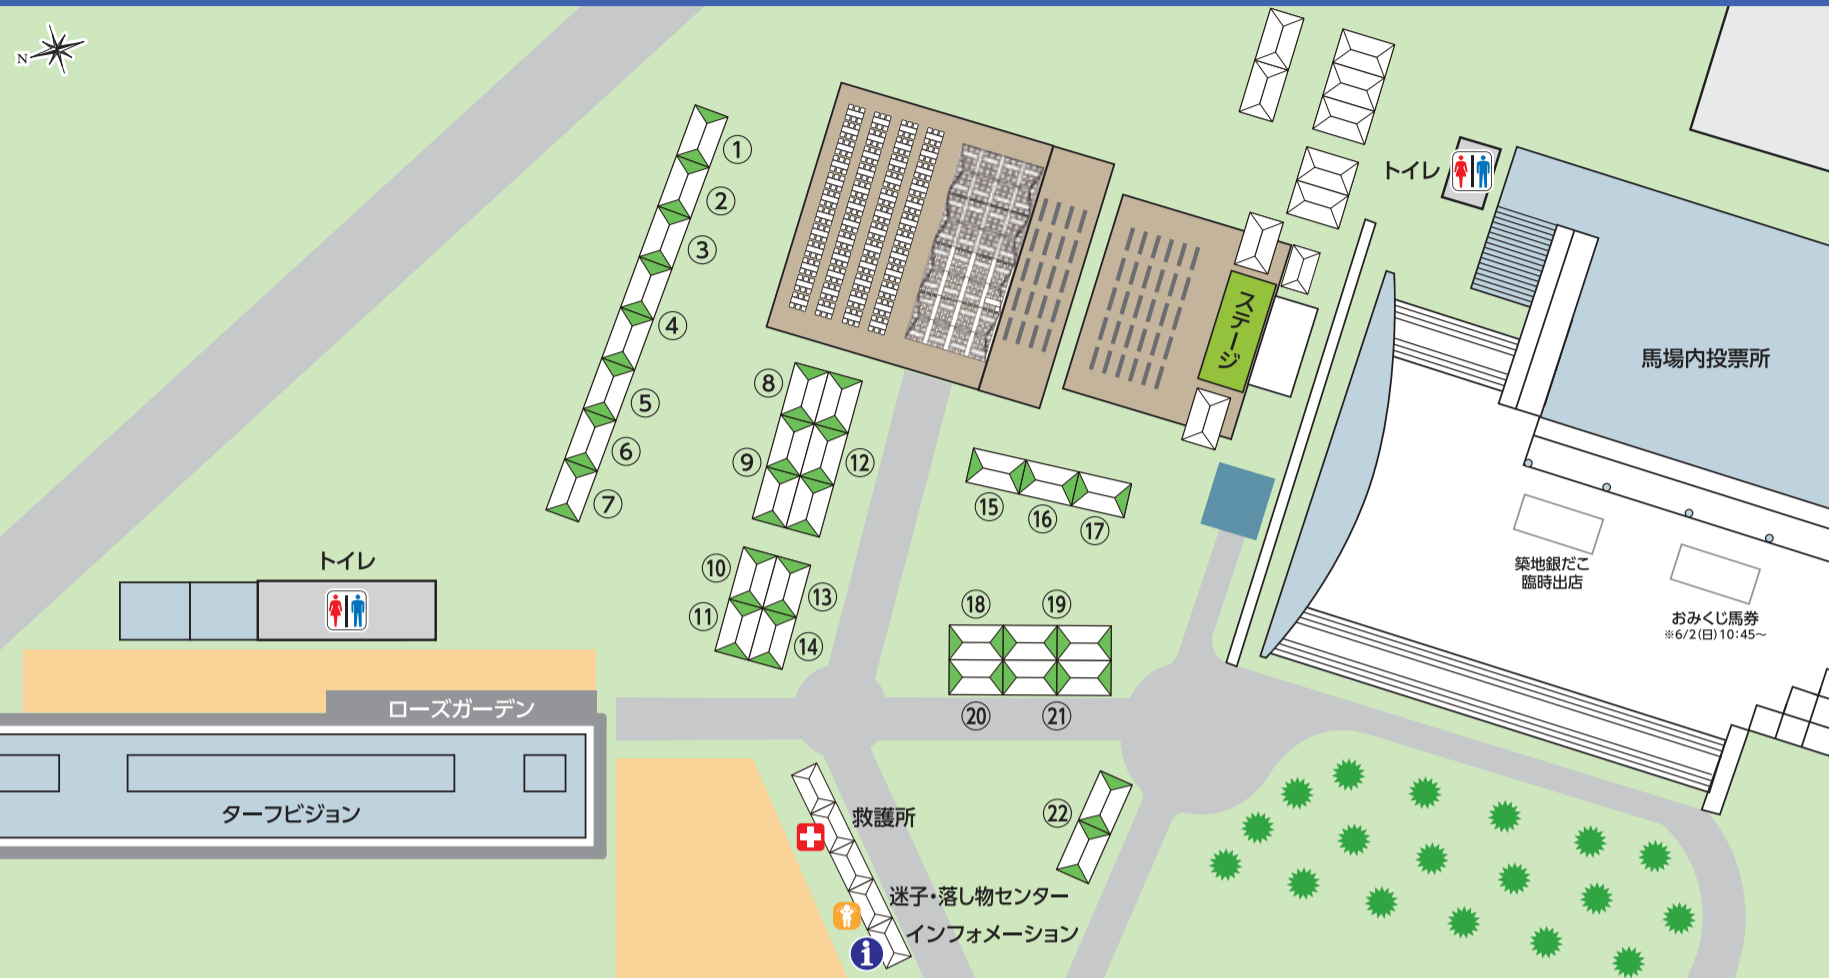 N
①
②
③
④
⑤
⑥
⑦
⑧
⑨
⑫
⑩
⑪
⑬
⑭
⑮
⑯
⑰
⑱
⑲
⑳
㉑
㉒
トイレ
ステージ
馬場内投票所
築地銀だこ
臨時出店
おみくじ馬券
※6/2(日)10:45〜
トイレ
ローズガーデン
ターフビジョン
救護所
迷子・落し物センター
インフォメーション
i